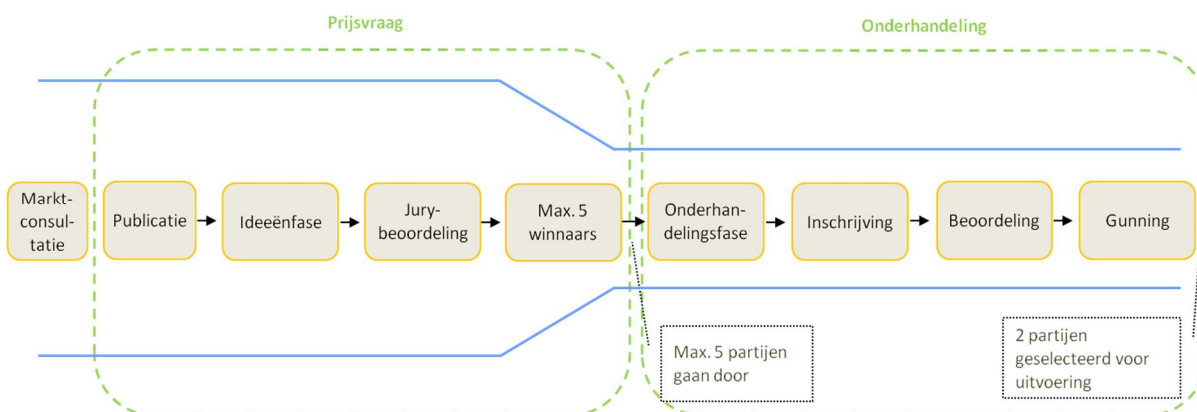 Prijsvraag
Onderhandeling
Markt-
consul-
tatie
Publicatie
Ideeënfase
Jury-
beoordeling
Max. 5
winnaars
Onderhan-
delingsfase
Inschrijving
Beoordeling
Gunning
Max. 5 partijen
gaan door
2 partijen
geselecteerd voor
uitvoering